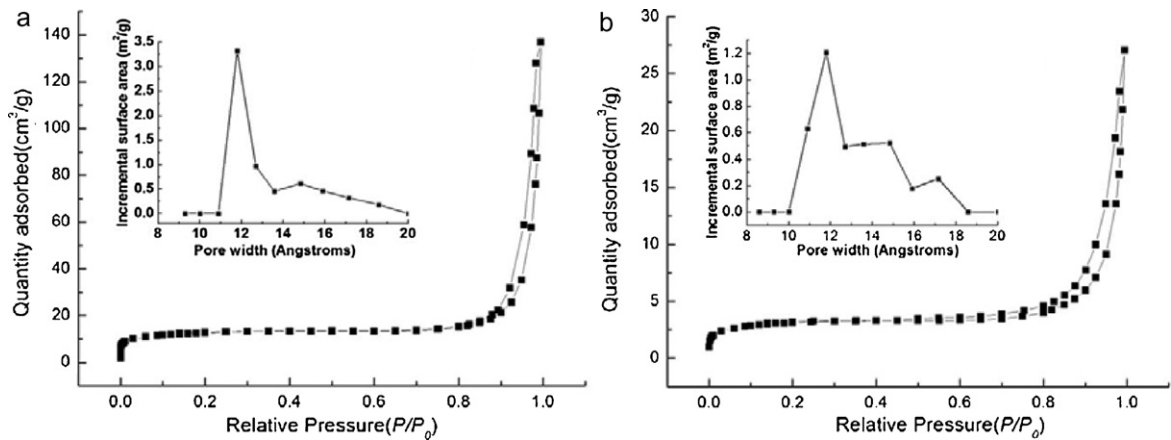 a
Quantity adsorbed(cm³/g)
140
120
100
80
60
40
20
0
0.0 0.2 0.4 0.6 0.8 1.0
Relative Pressure(P/P₀)
Incremental surface area (m²/g)
3.5
3.0
2.5
2.0
1.5
1.0
0.5
0.0
8 10 12 14 16 18 20
Pore width (Angstroms)
b
Quantity adsorbed(cm³/g)
30
25
20
15
10
5
0
0.0 0.2 0.4 0.6 0.8 1.0
Relative Pressure(P/P₀)
Incremental surface area (m²/g)
1.2
1.0
0.8
0.6
0.4
0.2
0.0
8 10 12 14 16 18 20
Pore width (Angstroms)